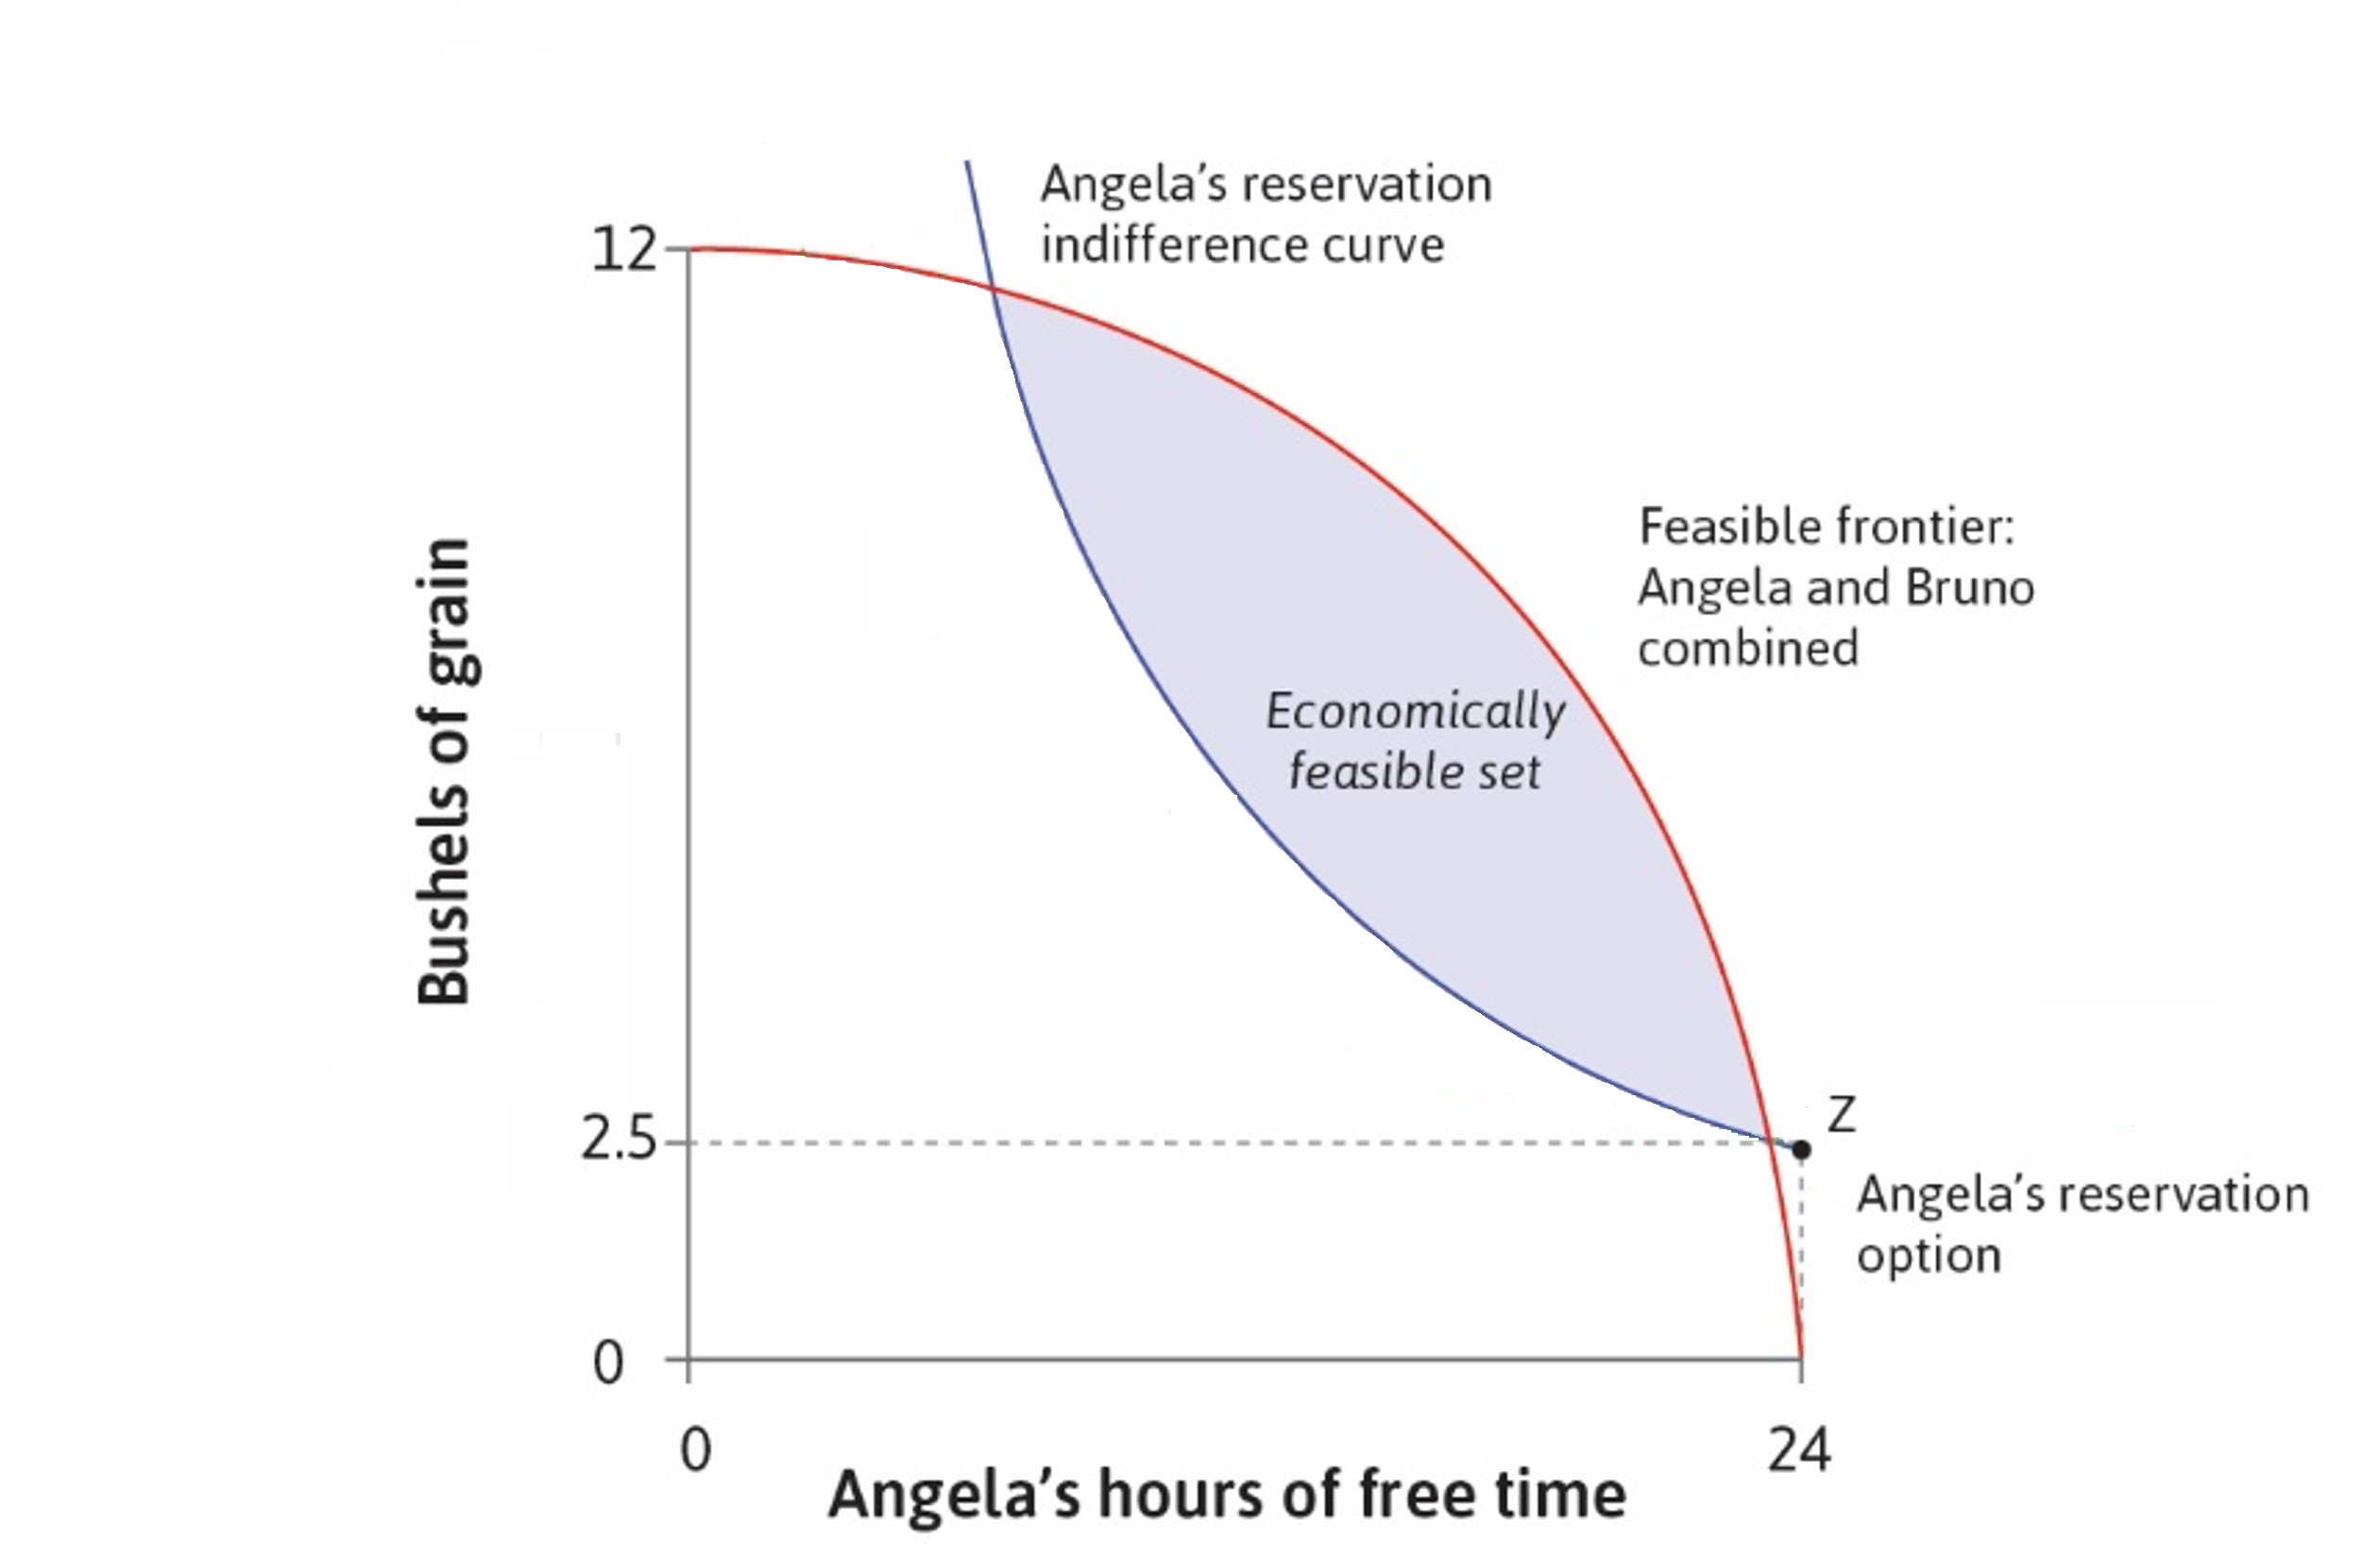 Angela’s reservation
indifference curve
12
Feasible frontier:
Angela and Bruno
combined
Bushels of grain
Economically
feasible set
Z
2.5
Angela’s reservation
option
0
0
24
Angela’s hours of free time